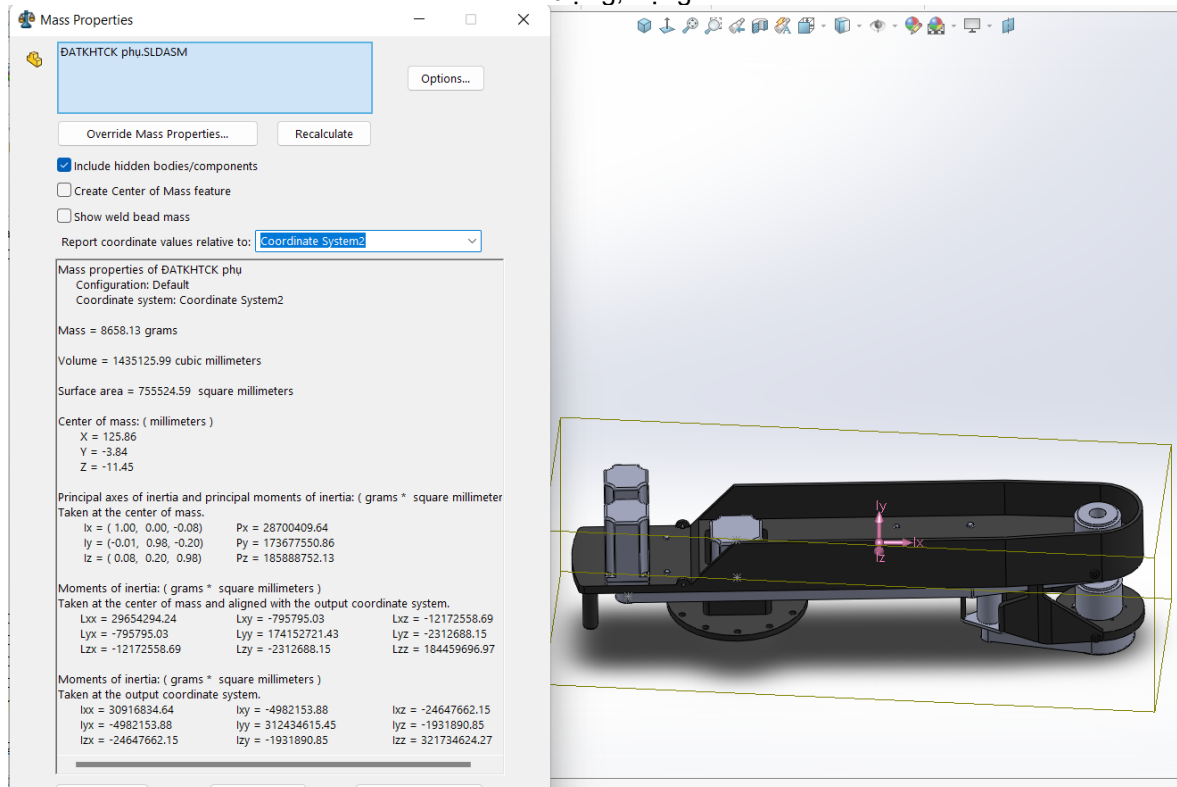 Mass Properties
ĐATKHTCK phụ.SLDASM
Options...
Override Mass Properties...
Recalculate
Include hidden bodies/components
Create Center of Mass feature
Show weld bead mass
Report coordinate values relative to: Coordinate System2
Mass properties of ĐATKHTCK phụ
Configuration: Default
Coordinate system: Coordinate System2
Mass = 8658.13 grams
Volume = 1435125.99 cubic millimeters
Surface area = 755524.59 square millimeters
Center of mass: ( millimeters )
X = 125.86
Y = -3.84
Z = -11.45
Principal axes of inertia and principal moments of inertia: ( grams * square millimeter
Taken at the center of mass.
Ix = ( 1.00, 0.00, -0.08) Px = 28700409.64
Iy = (-0.01, 0.98, -0.20) Py = 173677550.86
Iz = ( 0.08, 0.20, 0.98) Pz = 185888752.13
Moments of inertia: ( grams * square millimeters )
Taken at the center of mass and aligned with the output coordinate system.
Lxx = 29654294.24 Lxy = -795795.03 Lxz = -12172558.69
Lyx = -795795.03 Lyy = 174152721.43 Lyz = -2312688.15
Lzx = -12172558.69 Lzy = -2312688.15 Lzz = 184459696.97
Moments of inertia: ( grams * square millimeters )
Taken at the output coordinate system.
Ixx = 30916834.64 Ixy = -4982153.88 Ixz = -24647662.15
Iyx = -4982153.88 Iyy = 312434615.45 Iyz = -1931890.85
Izx = -24647662.15 Izy = -1931890.85 Izz = 321734624.27
Iy
Ix
Iz